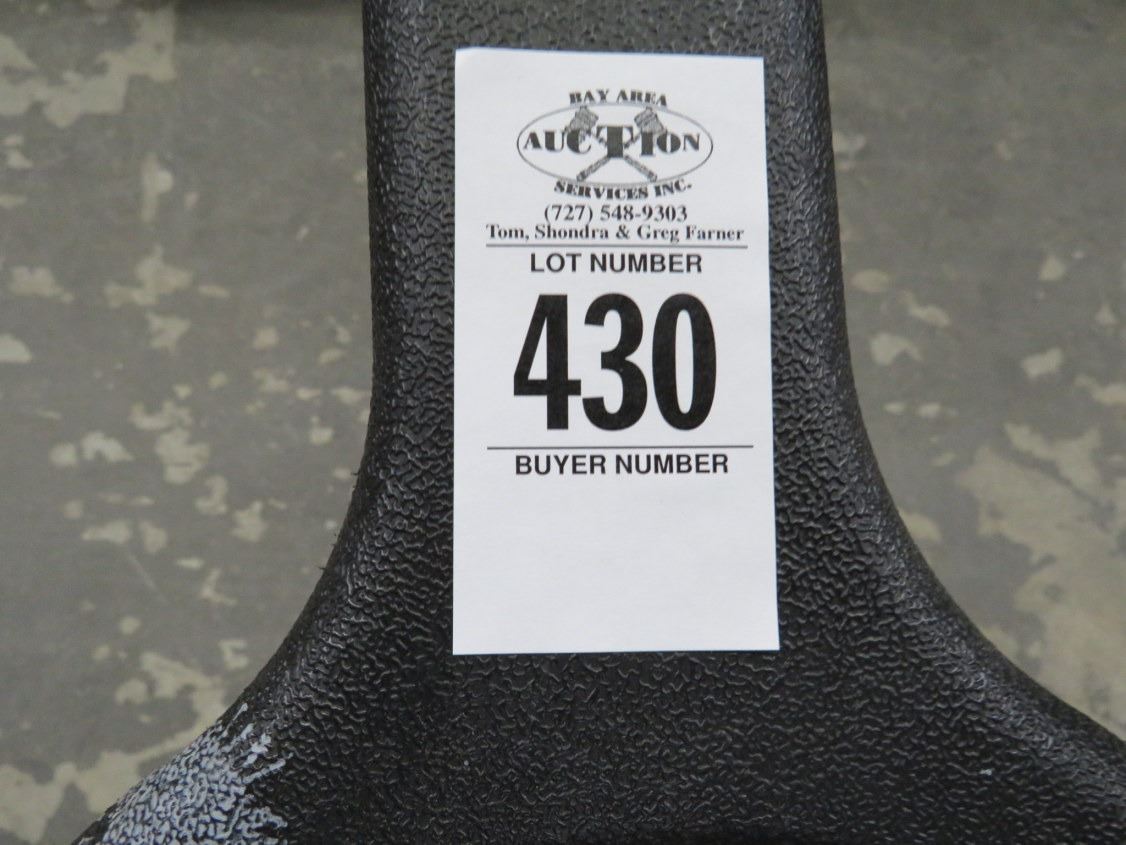 BAY AREA
AUCTION
SERVICES INC.
(727) 548-9303
Tom, Shondra & Greg Farner
LOT NUMBER
430
BUYER NUMBER